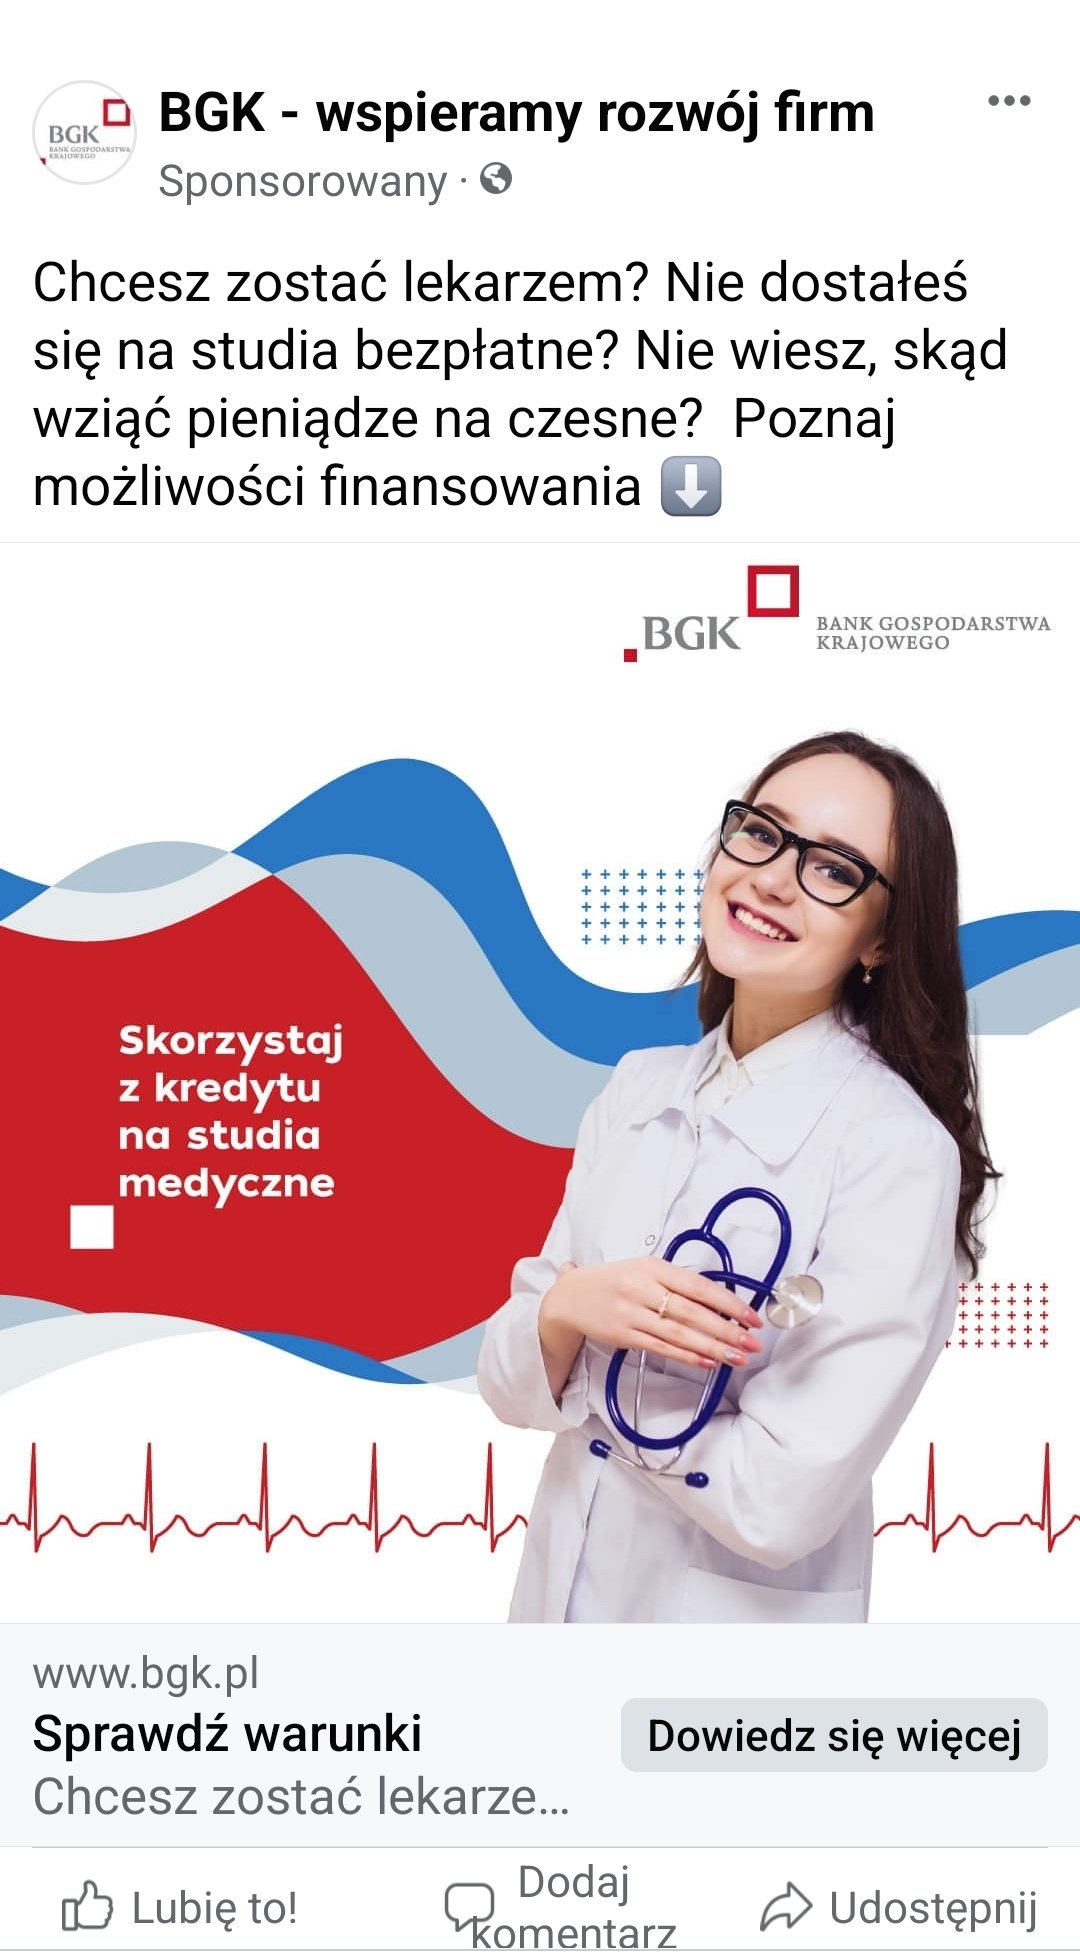 BGK
BANK GOSPODARSTWA
KRAJOWEGO
BGK - wspieramy rozwój firm
Sponsorowany ·
Chcesz zostać lekarzem? Nie dostałeś
się na studia bezpłatne? Nie wiesz, skąd
wziąć pieniądze na czesne? Poznaj
możliwości finansowania ⬇️
BGK
BANK GOSPODARSTWA
KRAJOWEGO
Skorzystaj
z kredytu
na studia
medyczne
www.bgk.pl
Sprawdź warunki
Dowiedz się więcej
Chcesz zostać lekarze...
Lubię to!
Dodaj
komentarz
Udostępnij